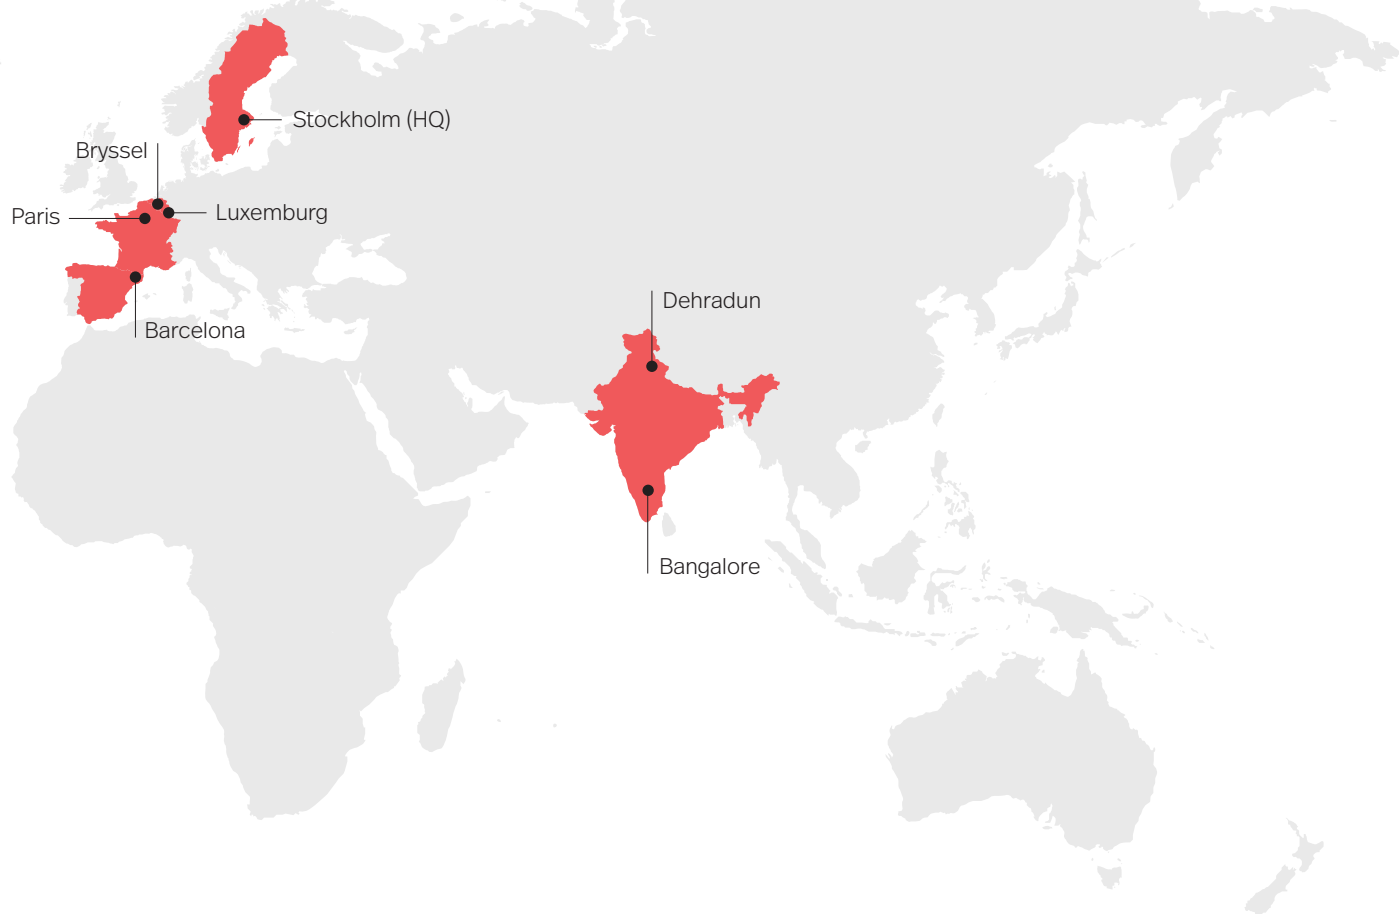 Stockholm (HQ)
Bryssel
Paris
Luxemburg
Barcelona
Dehradun
Bangalore